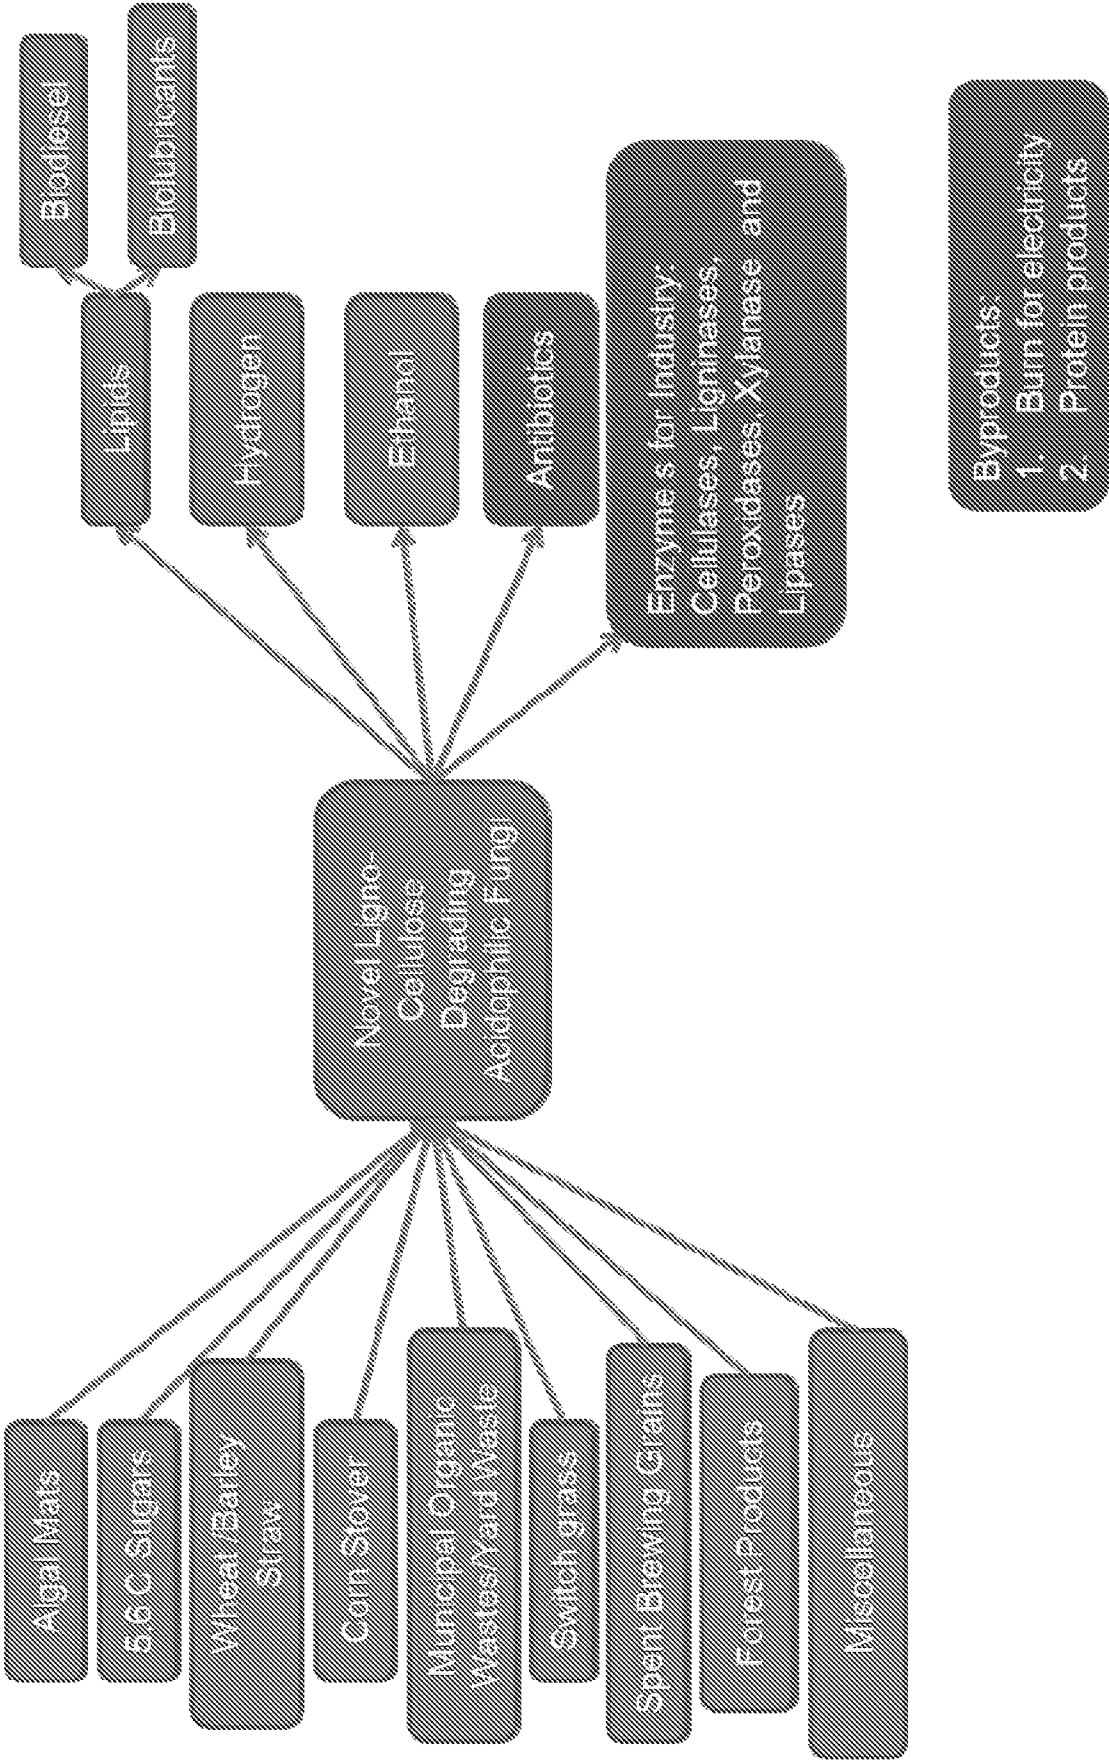 Algal Mats
5,6 C Sugars
Wheat /Barley
Straw
Corn Stover
Municipal Organic
Wastes/Yard Waste
Switch grass
Spent Brewing Grains
Forest Products
Miscellaneous
Novel Ligno-
Cellulose
Degrading
Acidophilic Fungi
Lipids
Biodiesel
Biolubricants
Hydrogen
Ethanol
Antibiotics
Enzymes for Industry:
Cellulases, Ligninases,
Peroxidases, Xylanase and
Lipases
Byproducts:
1. Burn for electricity
2. Protein products